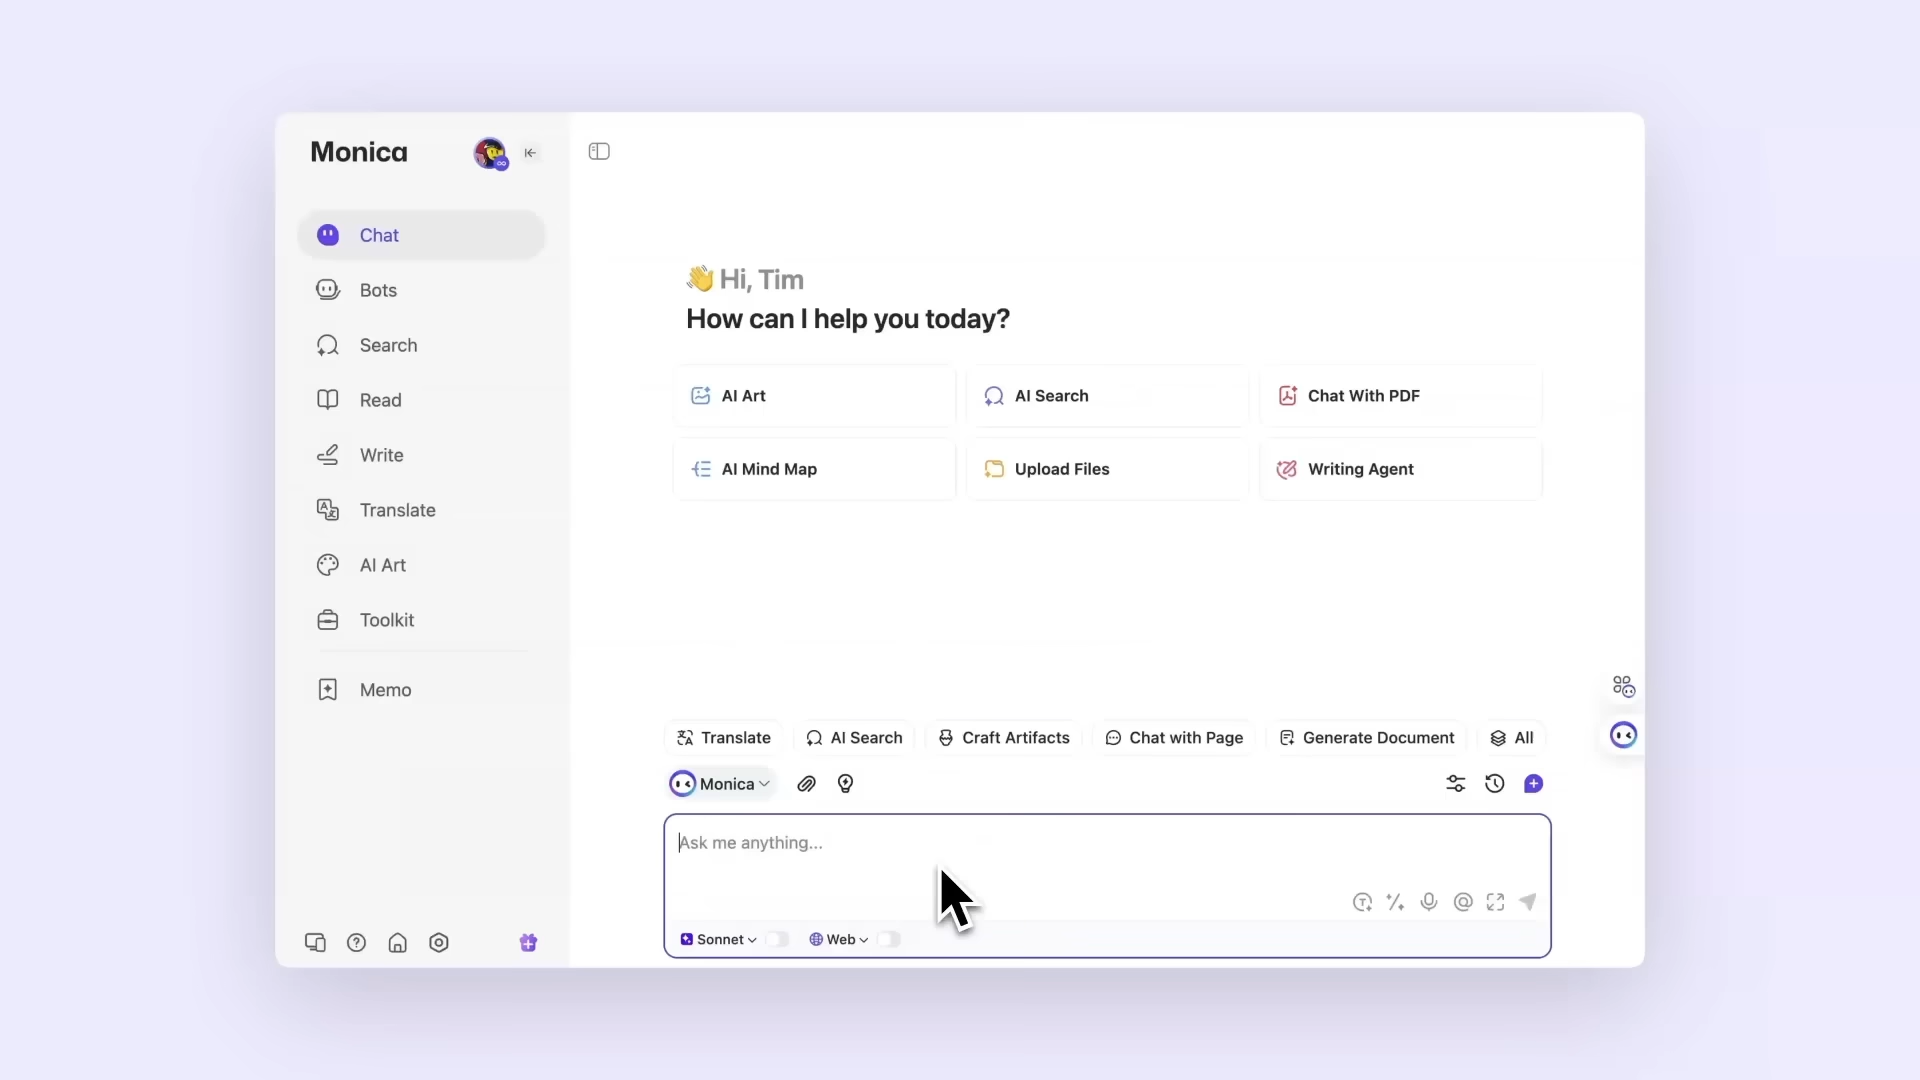 Monica
Chat
Bots
Search
Read
Write
Translate
AI Art
Toolkit
Memo
Hi, Tim
How can I help you today?
AI Art
AI Search
Chat With PDF
AI Mind Map
Upload Files
Writing Agent
Translate
AI Search
Craft Artifacts
Chat with Page
Generate Document
All
Monica
Ask me anything...
Sonnet
Web